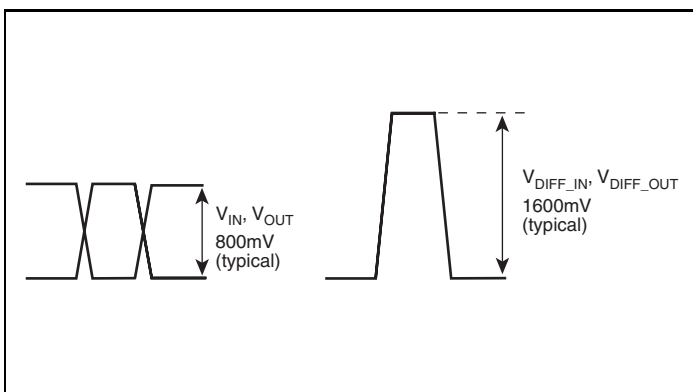 V_IN, V_OUT
800mV
(typical)
V_DIFF_IN, V_DIFF_OUT
1600mV
(typical)